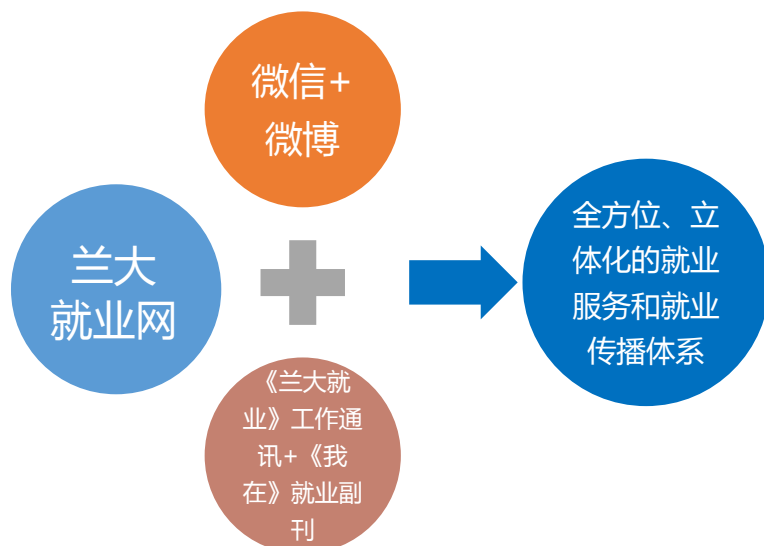 微信+
微博
兰大
就业网
《兰大就
业》工作通
讯+《我
在》就业副
刊
全方位、立
体化的就业
服务和就业
传播体系